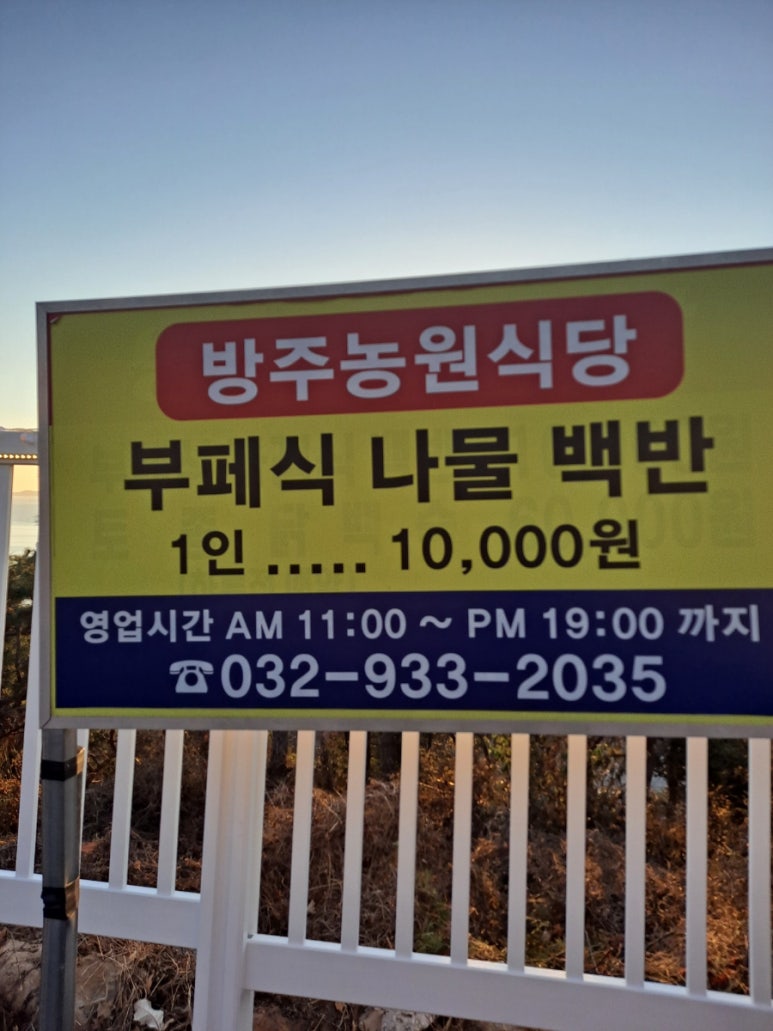 방주농원식당
부페식 나물 백반
1인 ..... 10,000원
영업시간 AM 11:00 ~ PM 19:00 까지
☎032-933-2035